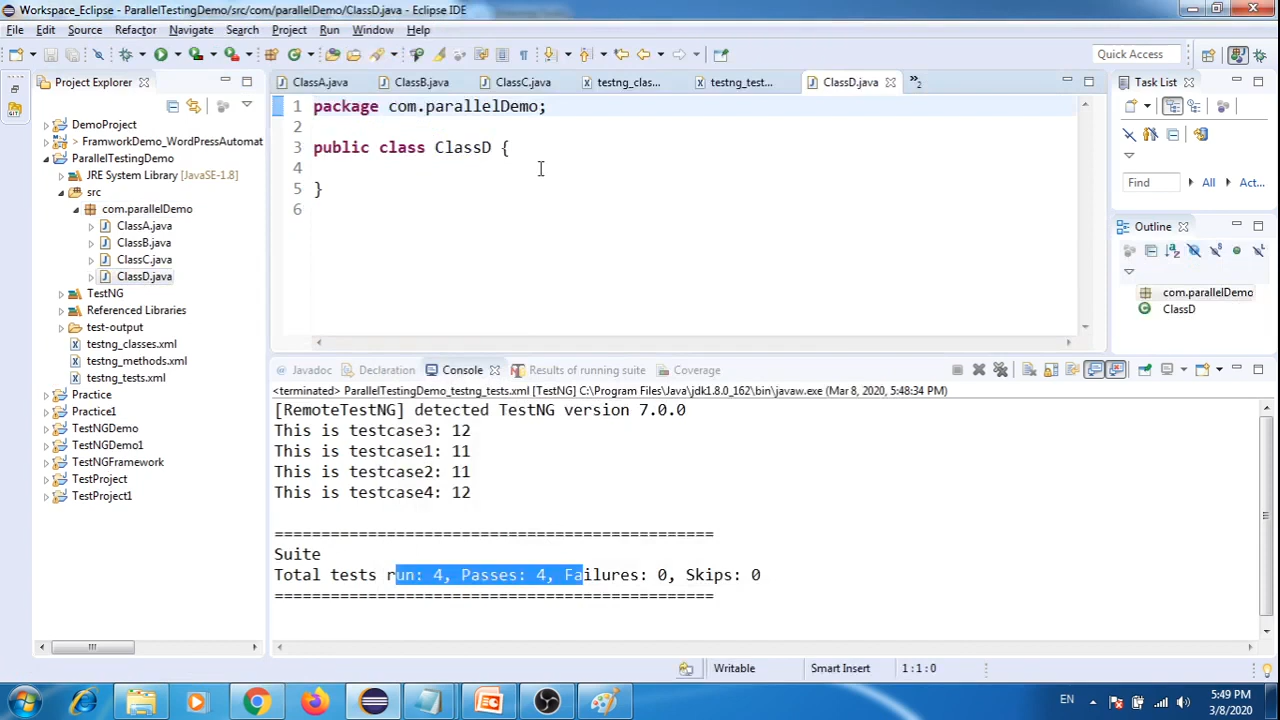 Workspace_Eclipse - ParallelTestingDemo/src/com/parallelDemo/ClassD.java - Eclipse IDE
File Edit Source Refactor Navigate Search Project Run Window Help
Quick Access
Project Explorer
ClassA.java ClassB.java ClassC.java testng_clas... testng_test... ClassD.java »2
Task List
DemoProject
> FramworkDemo_WordPressAutomat
ParallelTestingDemo
JRE System Library [JavaSE-1.8]
src
com.parallelDemo
ClassA.java
ClassB.java
ClassC.java
ClassD.java
TestNG
Referenced Libraries
test-output
testng_classes.xml
testng_methods.xml
testng_tests.xml
Practice
Practice1
TestNGDemo
TestNGDemo1
TestNGFramework
TestProject
TestProject1
1 package com.parallelDemo;
2
3 public class ClassD {
4
5 }
6
Find All Act...
Outline
com.parallelDemo
ClassD
Javadoc Declaration Console Results of running suite Coverage
<terminated> ParallelTestingDemo_testng_tests.xml [TestNG] C:\Program Files\Java\jdk1.8.0_162\bin\javaw.exe (Mar 8, 2020, 5:48:34 PM)
[RemoteTestNG] detected TestNG version 7.0.0
This is testcase3: 12
This is testcase1: 11
This is testcase2: 11
This is testcase4: 12
===============================================
Suite
Total tests run: 4, Passes: 4, Failures: 0, Skips: 0
===============================================
Writable Smart Insert 1:1:0
EN 5:49 PM
3/8/2020